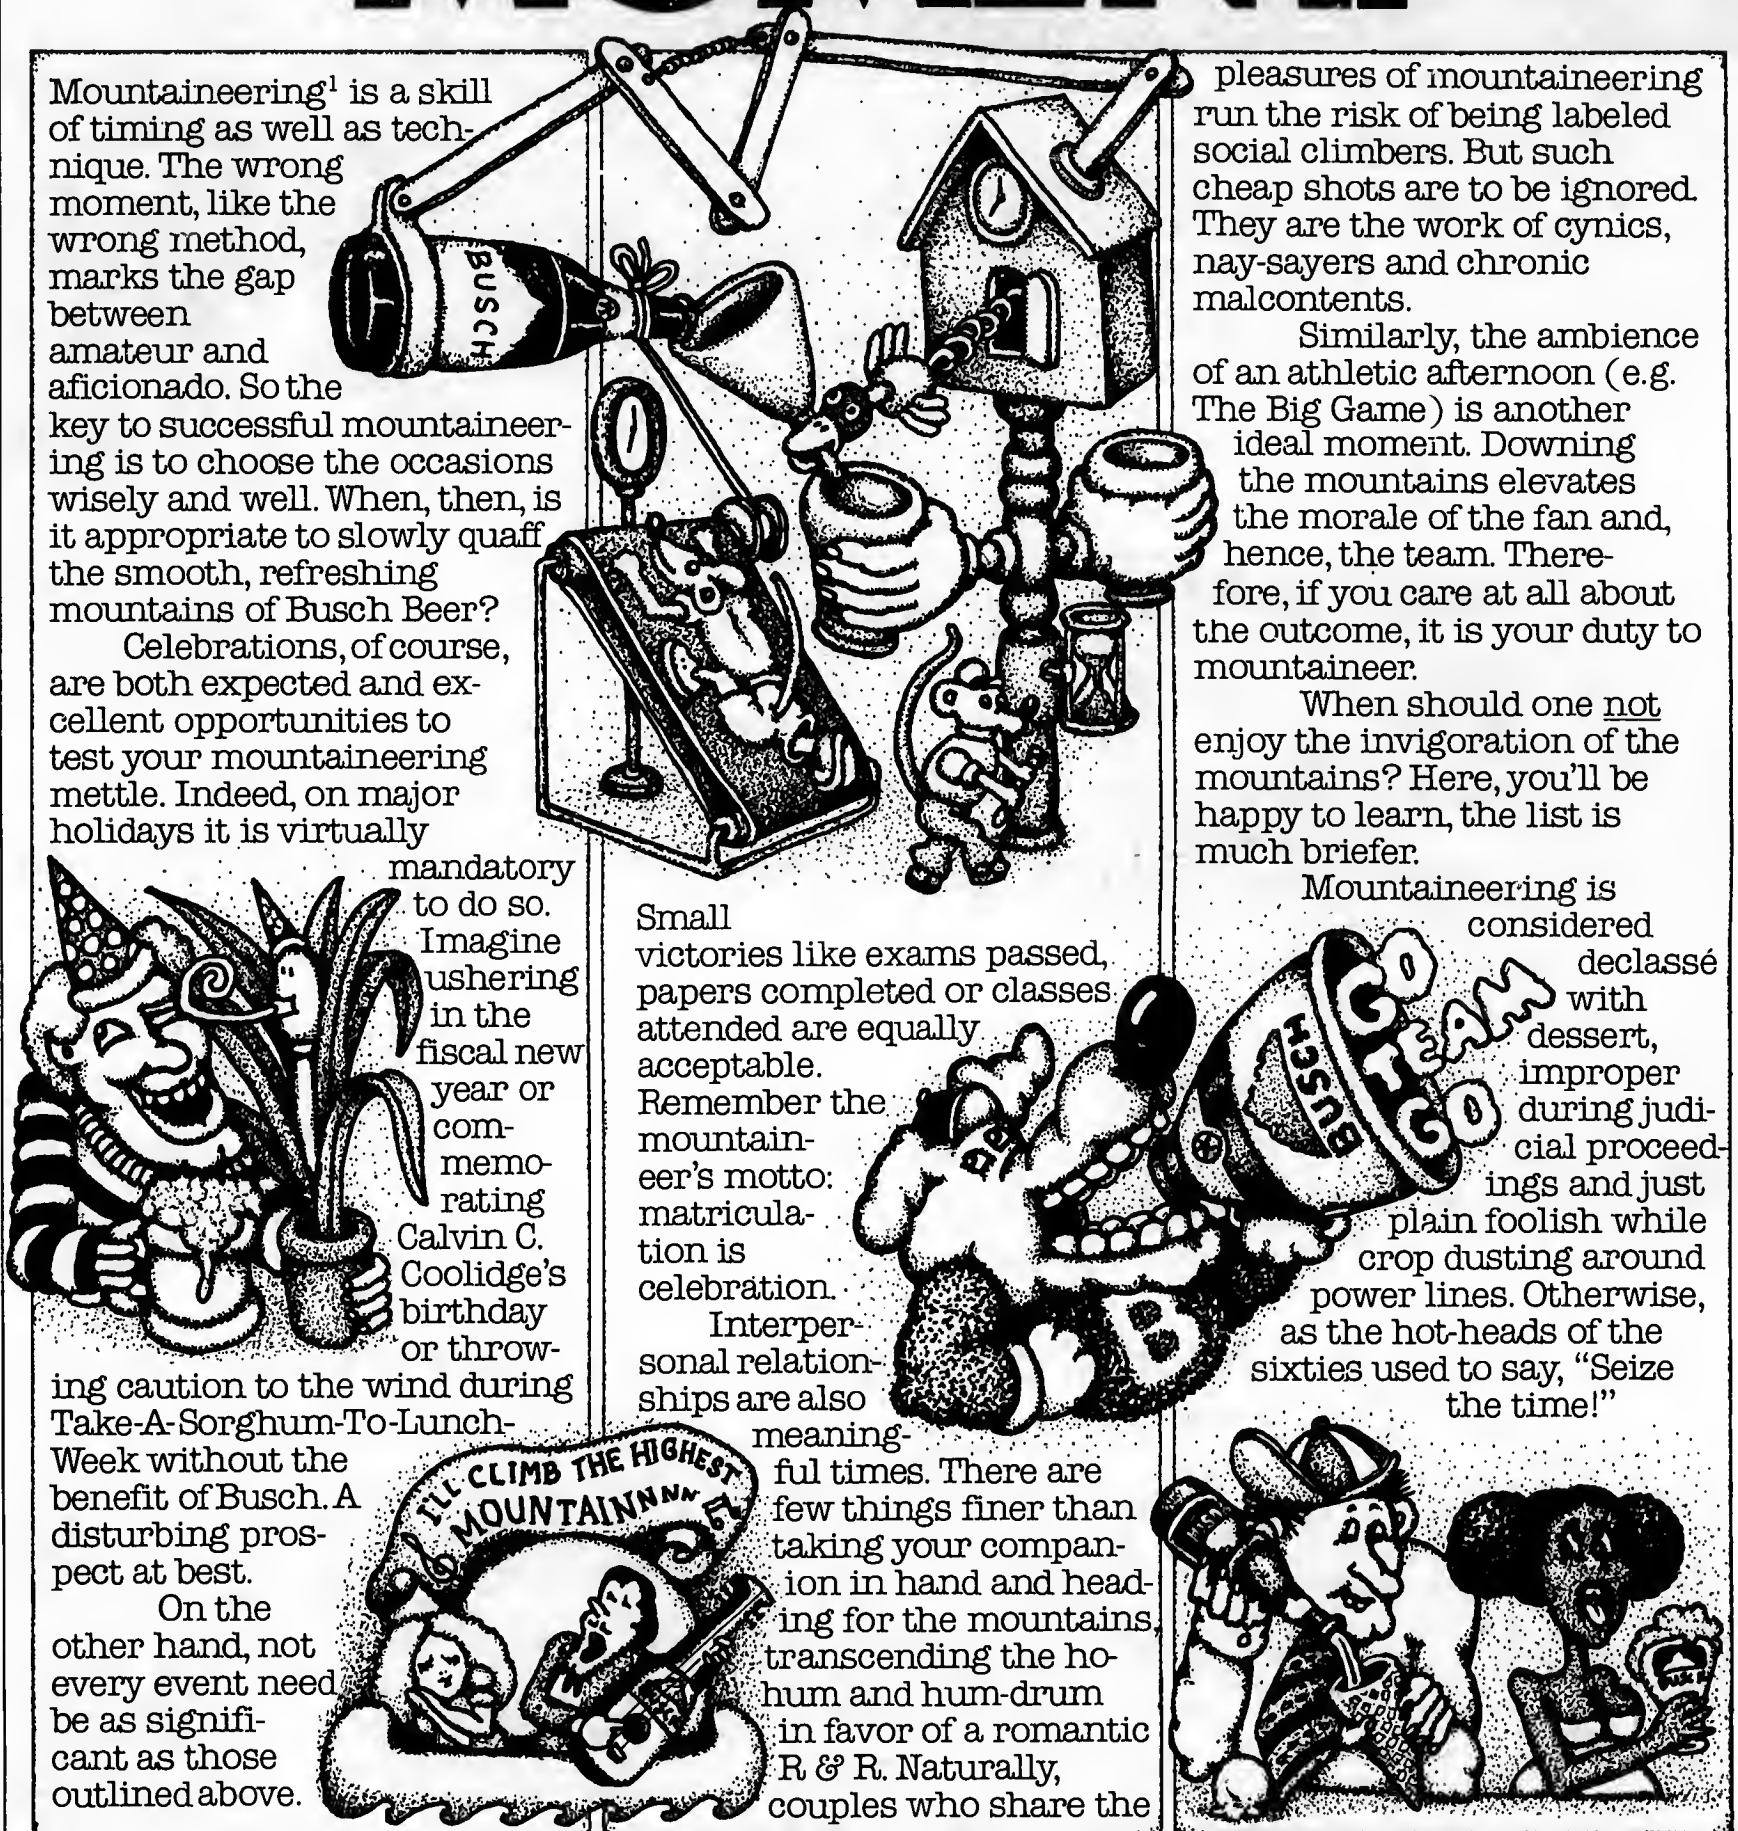 Mountaineering¹ is a skill
of timing as well as tech-
nique. The wrong
moment, like the
wrong method,
marks the gap
between
amateur and
aficionado. So the
key to successful mountaineer-
ing is to choose the occasions
wisely and well. When, then, is
it appropriate to slowly quaff
the smooth, refreshing
mountains of Busch Beer?
Celebrations, of course,
are both expected and ex-
cellent opportunities to
test your mountaineering
mettle. Indeed, on major
holidays it is virtually
mandatory
to do so.
Imagine
ushering
in the
fiscal new
year or
com-
memo-
rating
Calvin C.
Coolidge's
birthday
or throw-
ing caution to the wind during
Take-A-Sorghum-To-Lunch-
Week without the
benefit of Busch. A
disturbing pros-
pect at best.
On the
other hand, not
every event need
be as signifi-
cant as those
outlined above.
BUSCH
Small
victories like exams passed,
papers completed or classes
attended are equally
acceptable.
Remember the
mountain-
eer's motto:
matricula-
tion is
celebration.
Interper-
sonal relation-
ships are also
meaning-
ful times. There are
few things finer than
taking your compan-
ion in hand and head-
ing for the mountains,
transcending the ho-
hum and hum-drum
in favor of a romantic
R & R. Naturally,
couples who share the
I'LL CLIMB THE HIGHEST
MOUNTAINNNN
pleasures of mountaineering
run the risk of being labeled
social climbers. But such
cheap shots are to be ignored.
They are the work of cynics,
nay-sayers and chronic
malcontents.
Similarly, the ambience
of an athletic afternoon (e.g.
The Big Game) is another
ideal moment. Downing
the mountains elevates
the morale of the fan and,
hence, the team. There-
fore, if you care at all about
the outcome, it is your duty to
mountaineer.
When should one not
enjoy the invigoration of the
mountains? Here, you'll be
happy to learn, the list is
much briefer.
Mountaineering is
considered
declassé
with
dessert,
improper
during judi-
cial proceed-
ings and just
plain foolish while
crop dusting around
power lines. Otherwise,
as the hot-heads of the
sixties used to say, "Seize
the time!"
GO
TEAM
GO
BUSCH
B